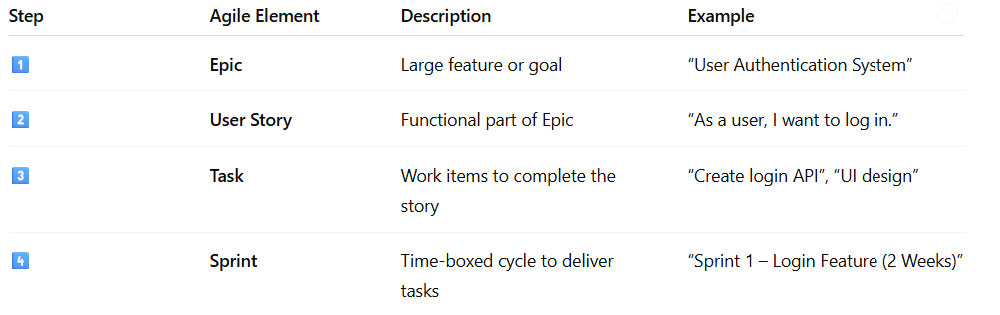 Step Agile Element Description Example
1 Epic Large feature or goal “User Authentication System”
2 User Story Functional part of Epic “As a user, I want to log in.”
3 Task Work items to complete the story “Create login API”, “UI design”
4 Sprint Time-boxed cycle to deliver tasks “Sprint 1 – Login Feature (2 Weeks)”